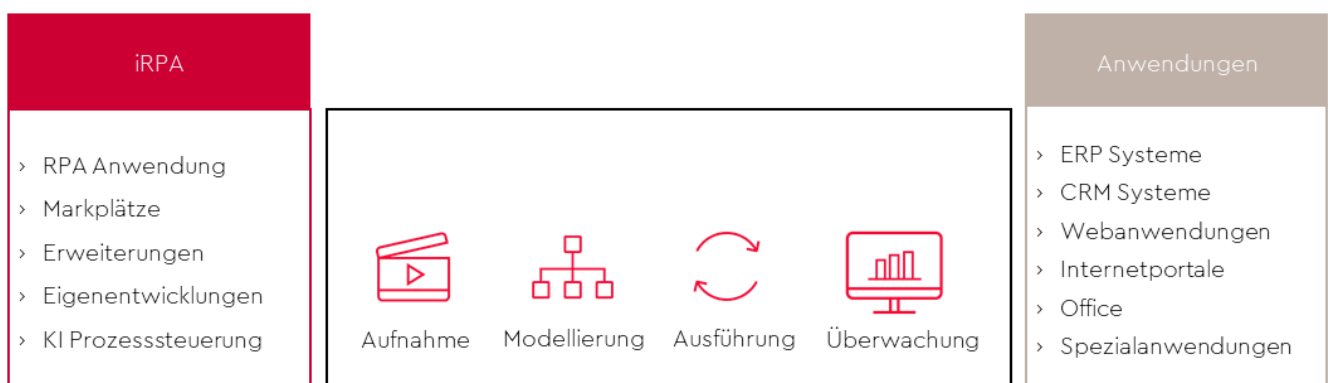 iRPA
› RPA Anwendung
› Markplätze
› Erweiterungen
› Eigenentwicklungen
› KI Prozesssteuerung
Aufnahme Modellierung Ausführung Überwachung
Anwendungen
› ERP Systeme
› CRM Systeme
› Webanwendungen
› Internetportale
› Office
› Spezialanwendungen